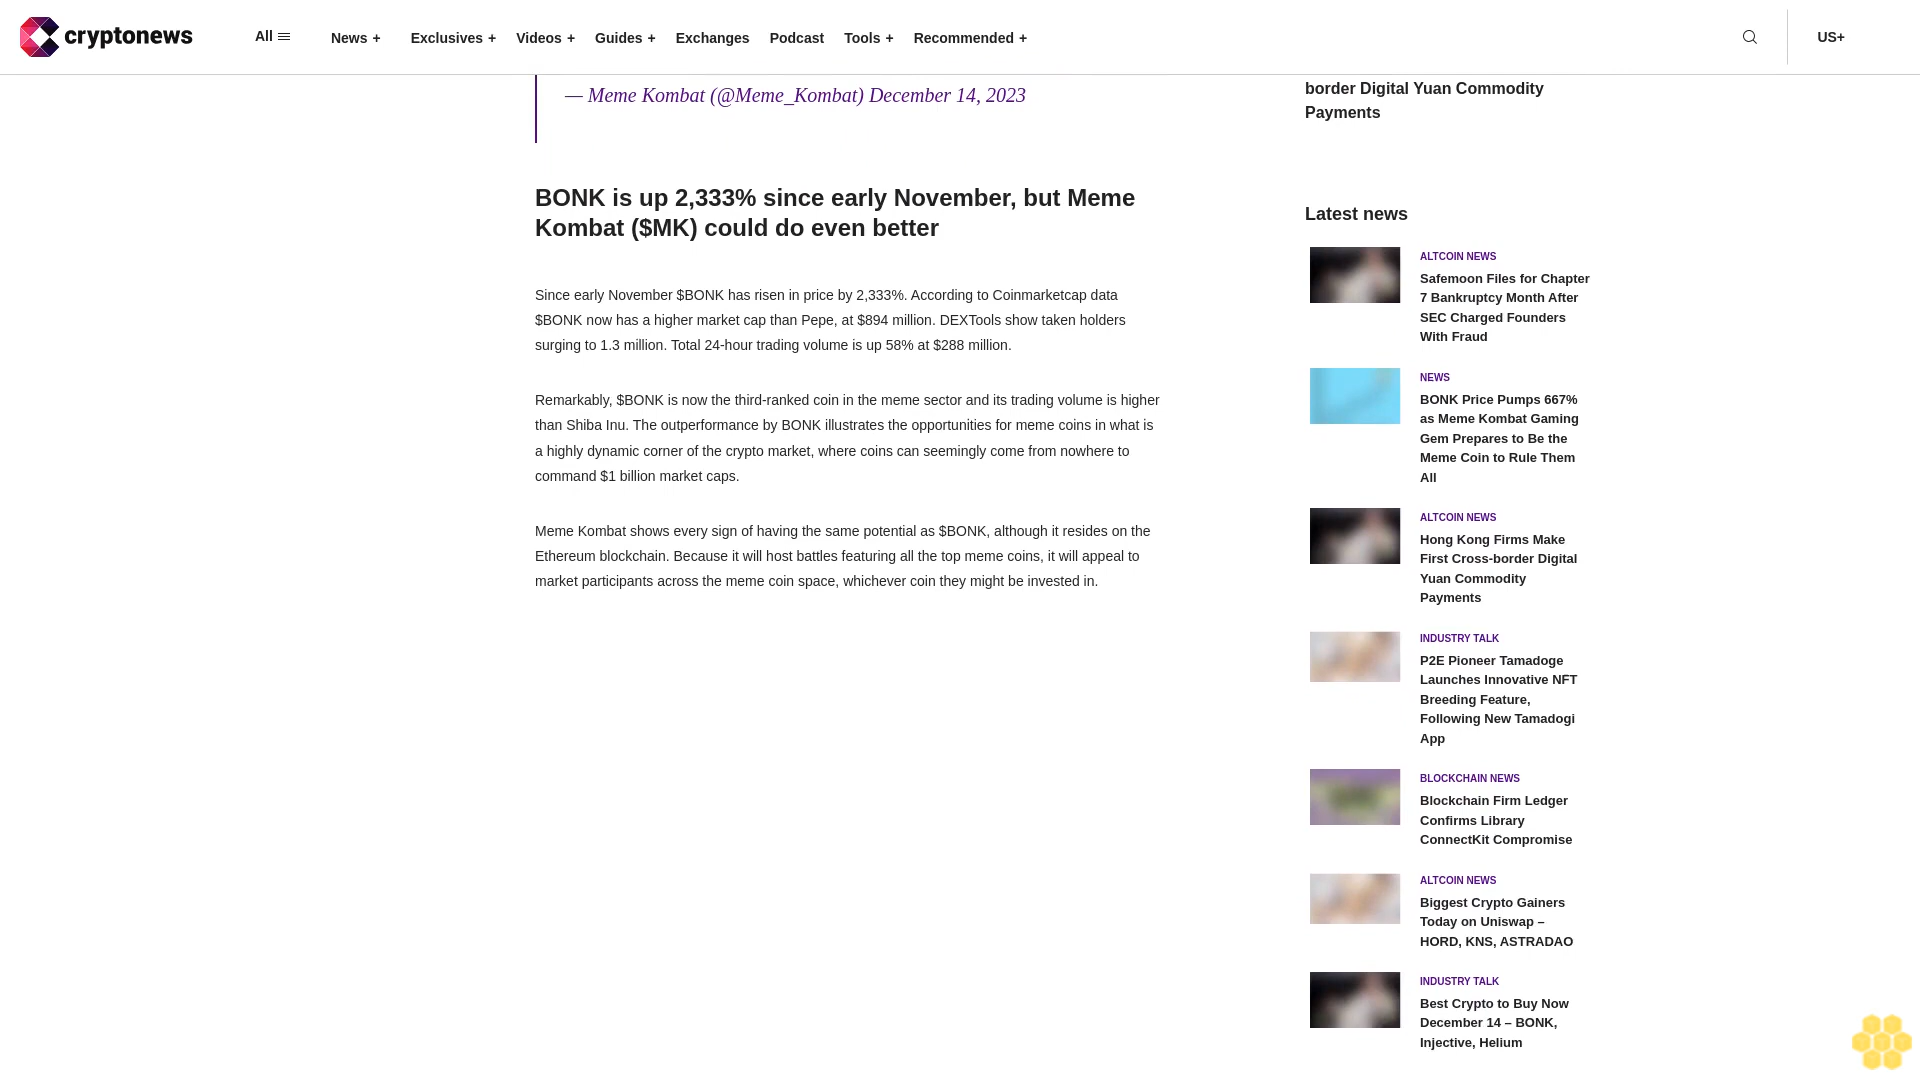 cryptonews
All
News +
Exclusives +
Videos +
Guides +
Exchanges
Podcast
Tools +
Recommended +
US+
— Meme Kombat (@Meme_Kombat) December 14, 2023
BONK is up 2,333% since early November, but Meme
Kombat ($MK) could do even better
Since early November $BONK has risen in price by 2,333%. According to Coinmarketcap data
$BONK now has a higher market cap than Pepe, at $894 million. DEXTools show taken holders
surging to 1.3 million. Total 24-hour trading volume is up 58% at $288 million.
Remarkably, $BONK is now the third-ranked coin in the meme sector and its trading volume is higher
than Shiba Inu. The outperformance by BONK illustrates the opportunities for meme coins in what is
a highly dynamic corner of the crypto market, where coins can seemingly come from nowhere to
command $1 billion market caps.
Meme Kombat shows every sign of having the same potential as $BONK, although it resides on the
Ethereum blockchain. Because it will host battles featuring all the top meme coins, it will appeal to
market participants across the meme coin space, whichever coin they might be invested in.
border Digital Yuan Commodity
Payments
Latest news
ALTCOIN NEWS
Safemoon Files for Chapter
7 Bankruptcy Month After
SEC Charged Founders
With Fraud
NEWS
BONK Price Pumps 667%
as Meme Kombat Gaming
Gem Prepares to Be the
Meme Coin to Rule Them
All
ALTCOIN NEWS
Hong Kong Firms Make
First Cross-border Digital
Yuan Commodity
Payments
INDUSTRY TALK
P2E Pioneer Tamadoge
Launches Innovative NFT
Breeding Feature,
Following New Tamadogi
App
BLOCKCHAIN NEWS
Blockchain Firm Ledger
Confirms Library
ConnectKit Compromise
ALTCOIN NEWS
Biggest Crypto Gainers
Today on Uniswap –
HORD, KNS, ASTRADAO
INDUSTRY TALK
Best Crypto to Buy Now
December 14 – BONK,
Injective, Helium